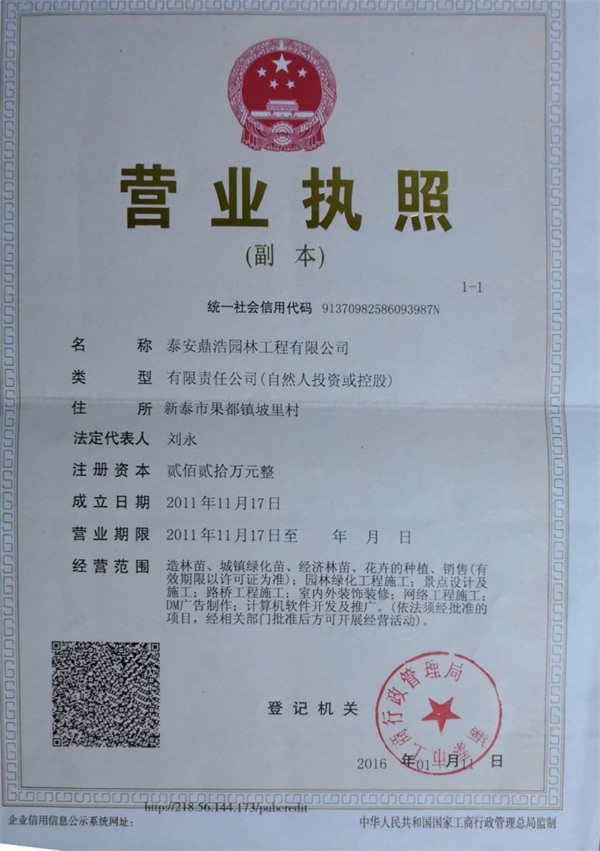 营业执照
(副 本)
1-1
统一社会信用代码 91370982586093987N
名 称 泰安鼎浩园林工程有限公司
类 型 有限责任公司(自然人投资或控股)
住 所 新泰市果都镇坡里村
法定代表人 刘永
注册资本 贰佰贰拾万元整
成立日期 2011年11月17日
营业期限 2011年11月17日至 年 月 日
经营范围 造林苗、城镇绿化苗、经济林苗、花卉的种植、销售(有
效期限以许可证为准)；园林绿化工程施工；景点设计及
施工；路桥工程施工；室内外装饰装修；网络工程施工；
DM广告制作；计算机软件开发及推广。(依法须经批准的
项目，经相关部门批准后方可开展经营活动)。
登记机关
新泰市工商行政管理局
2016 年01 月11 日
http://218.56.144.173/pubcredit
企业信用信息公示系统网址：
中华人民共和国国家工商行政管理总局监制